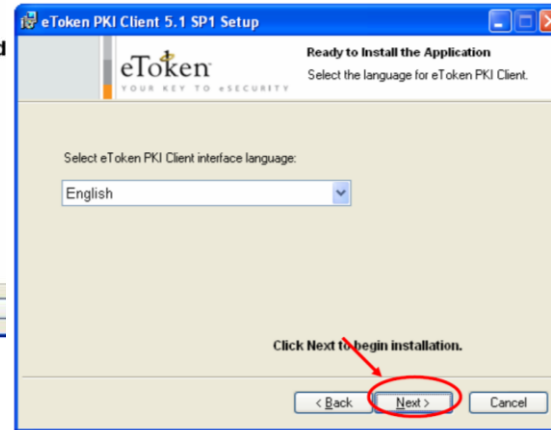 d
eToken PKI Client 5.1 SP1 Setup
Ready to Install the Application
Select the language for eToken PKI Client.
eToken
YOUR KEY TO eSECURITY
Select eToken PKI Client interface language:
English
Click Next to begin installation.
< Back
Next >
Cancel